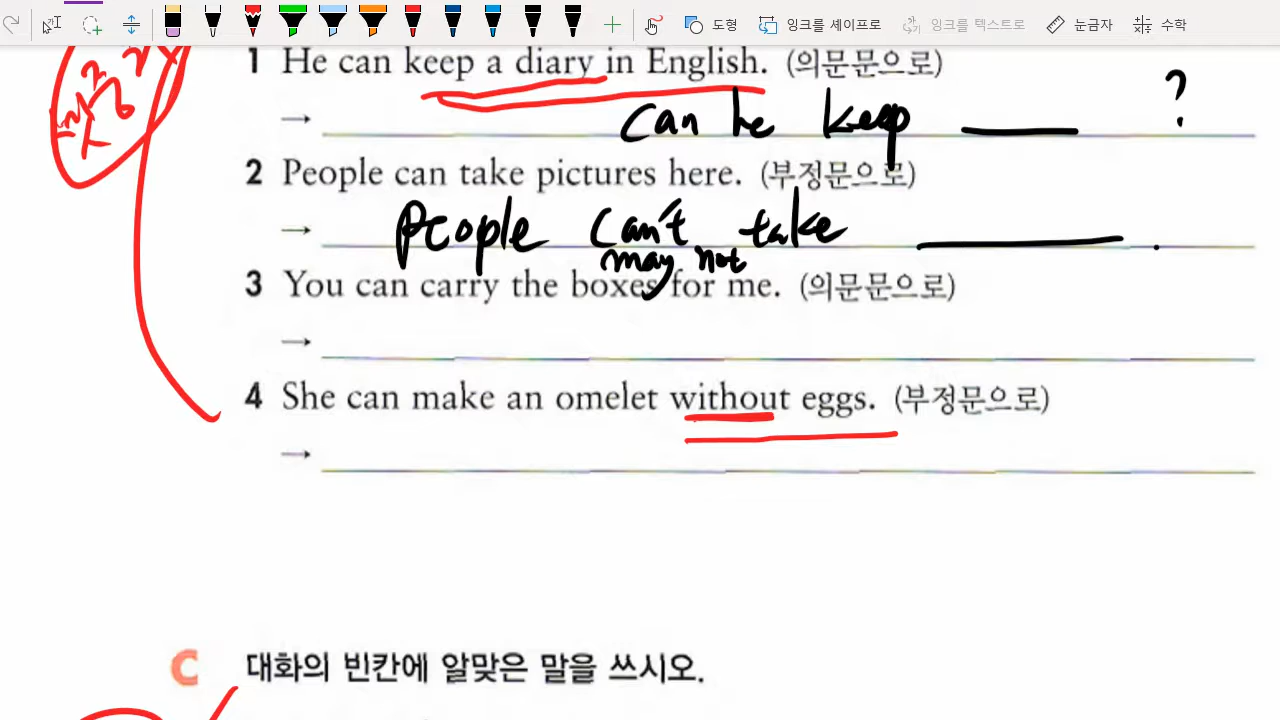 도형 잉크를 셰이프로 잉크를 텍스트로 눈금자 수학
1 He can keep a diary in English. (의문문으로)
→ can he keep ____ ?
2 People can take pictures here. (부정문으로)
→ People can't take ____ .
may not
3 You can carry the boxes for me. (의문문으로)
→
4 She can make an omelet without eggs. (부정문으로)
→
C 대화의 빈칸에 알맞은 말을 쓰시오.